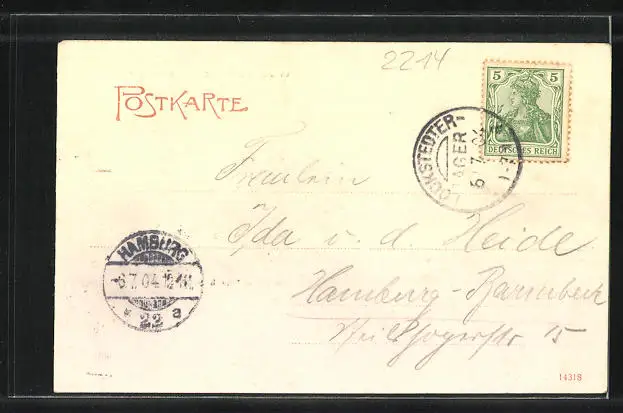 2214
POSTKARTE
5 5
DEUTSCHES REICH
LOCKSTEDTER-
LAGER
Fräulein
Ida v. d. Heide
HAMBURG
6.7.04
22 a
Hamburg-Barmbeck
15
14318